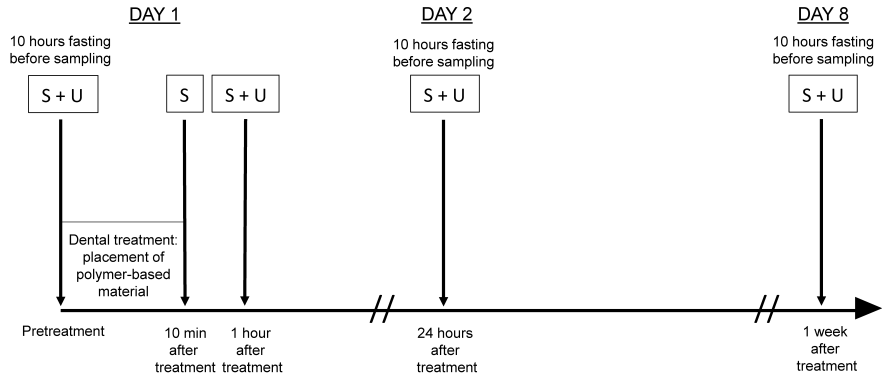 DAY 1
DAY 2
DAY 8
10 hours fasting
before sampling
10 hours fasting
before sampling
10 hours fasting
before sampling
S + U
S
S + U
S + U
S + U
Dental treatment:
placement of
polymer-based
material
Pretreatment
10 min
after
treatment
1 hour
after
treatment
24 hours
after
treatment
1 week
after
treatment